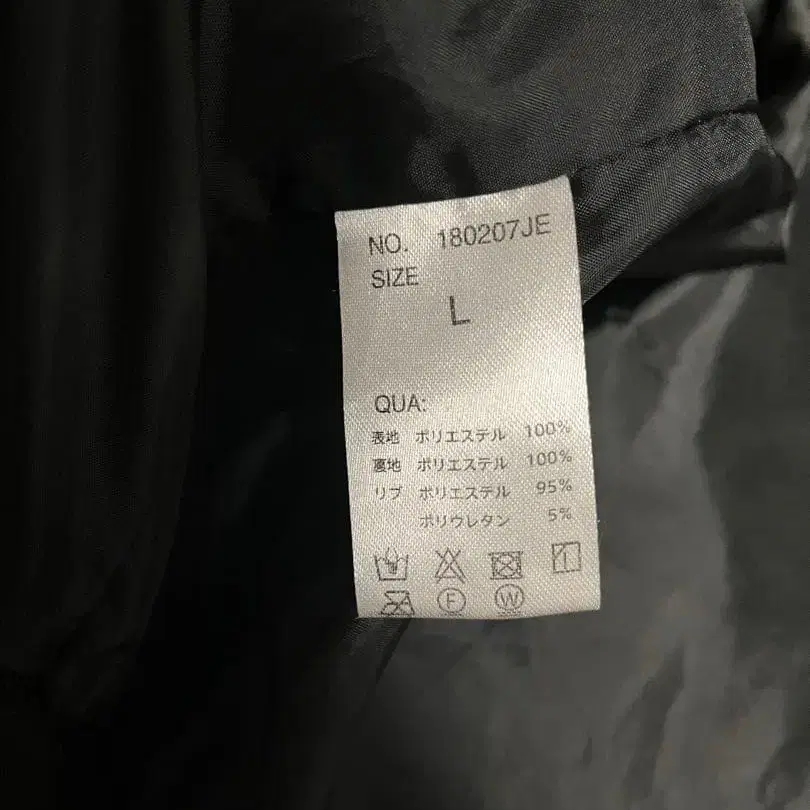 NO. 180207JE
SIZE
L
QUA:
表地 ポリエステル 100%
裏地 ポリエステル 100%
リブ ポリエステル 95%
ポリウレタン 5%
F W